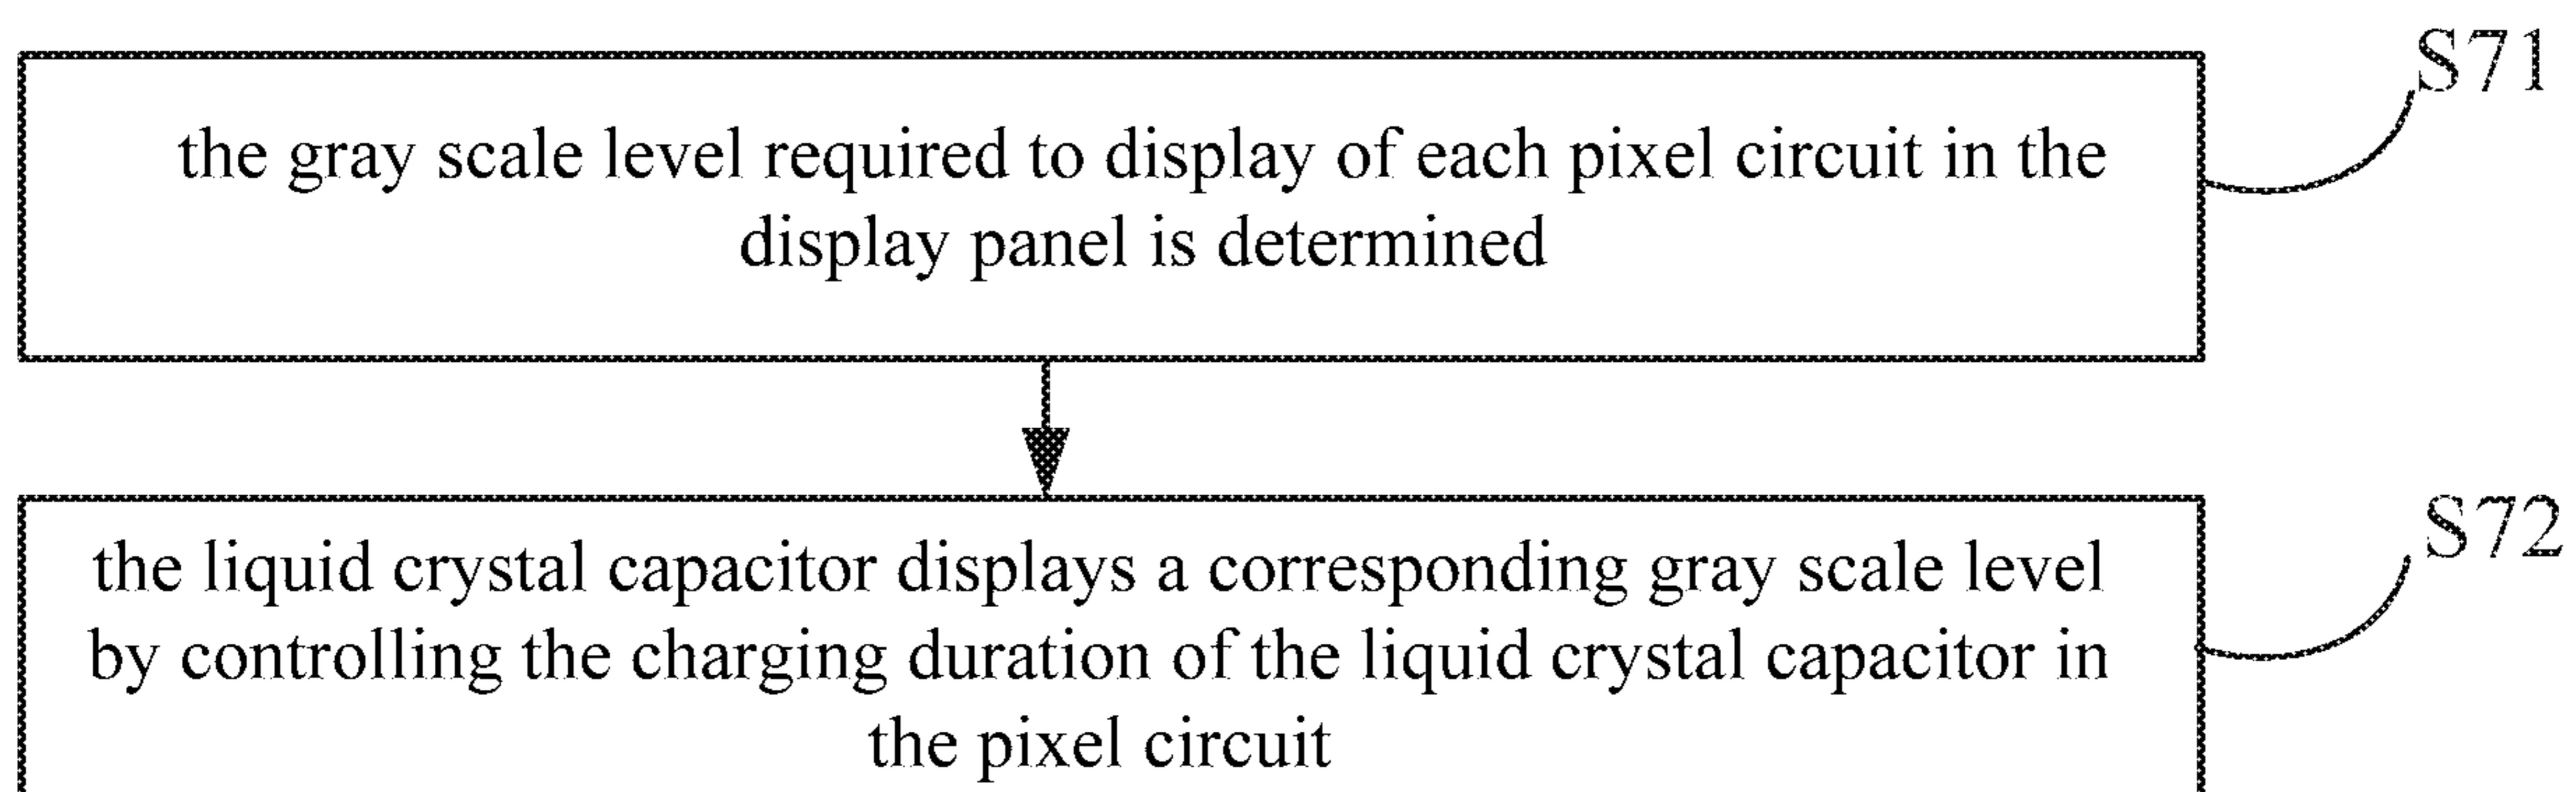 S71
the gray scale level required to display of each pixel circuit in the
display panel is determined
S72
the liquid crystal capacitor displays a corresponding gray scale level
by controlling the charging duration of the liquid crystal capacitor in
the pixel circuit